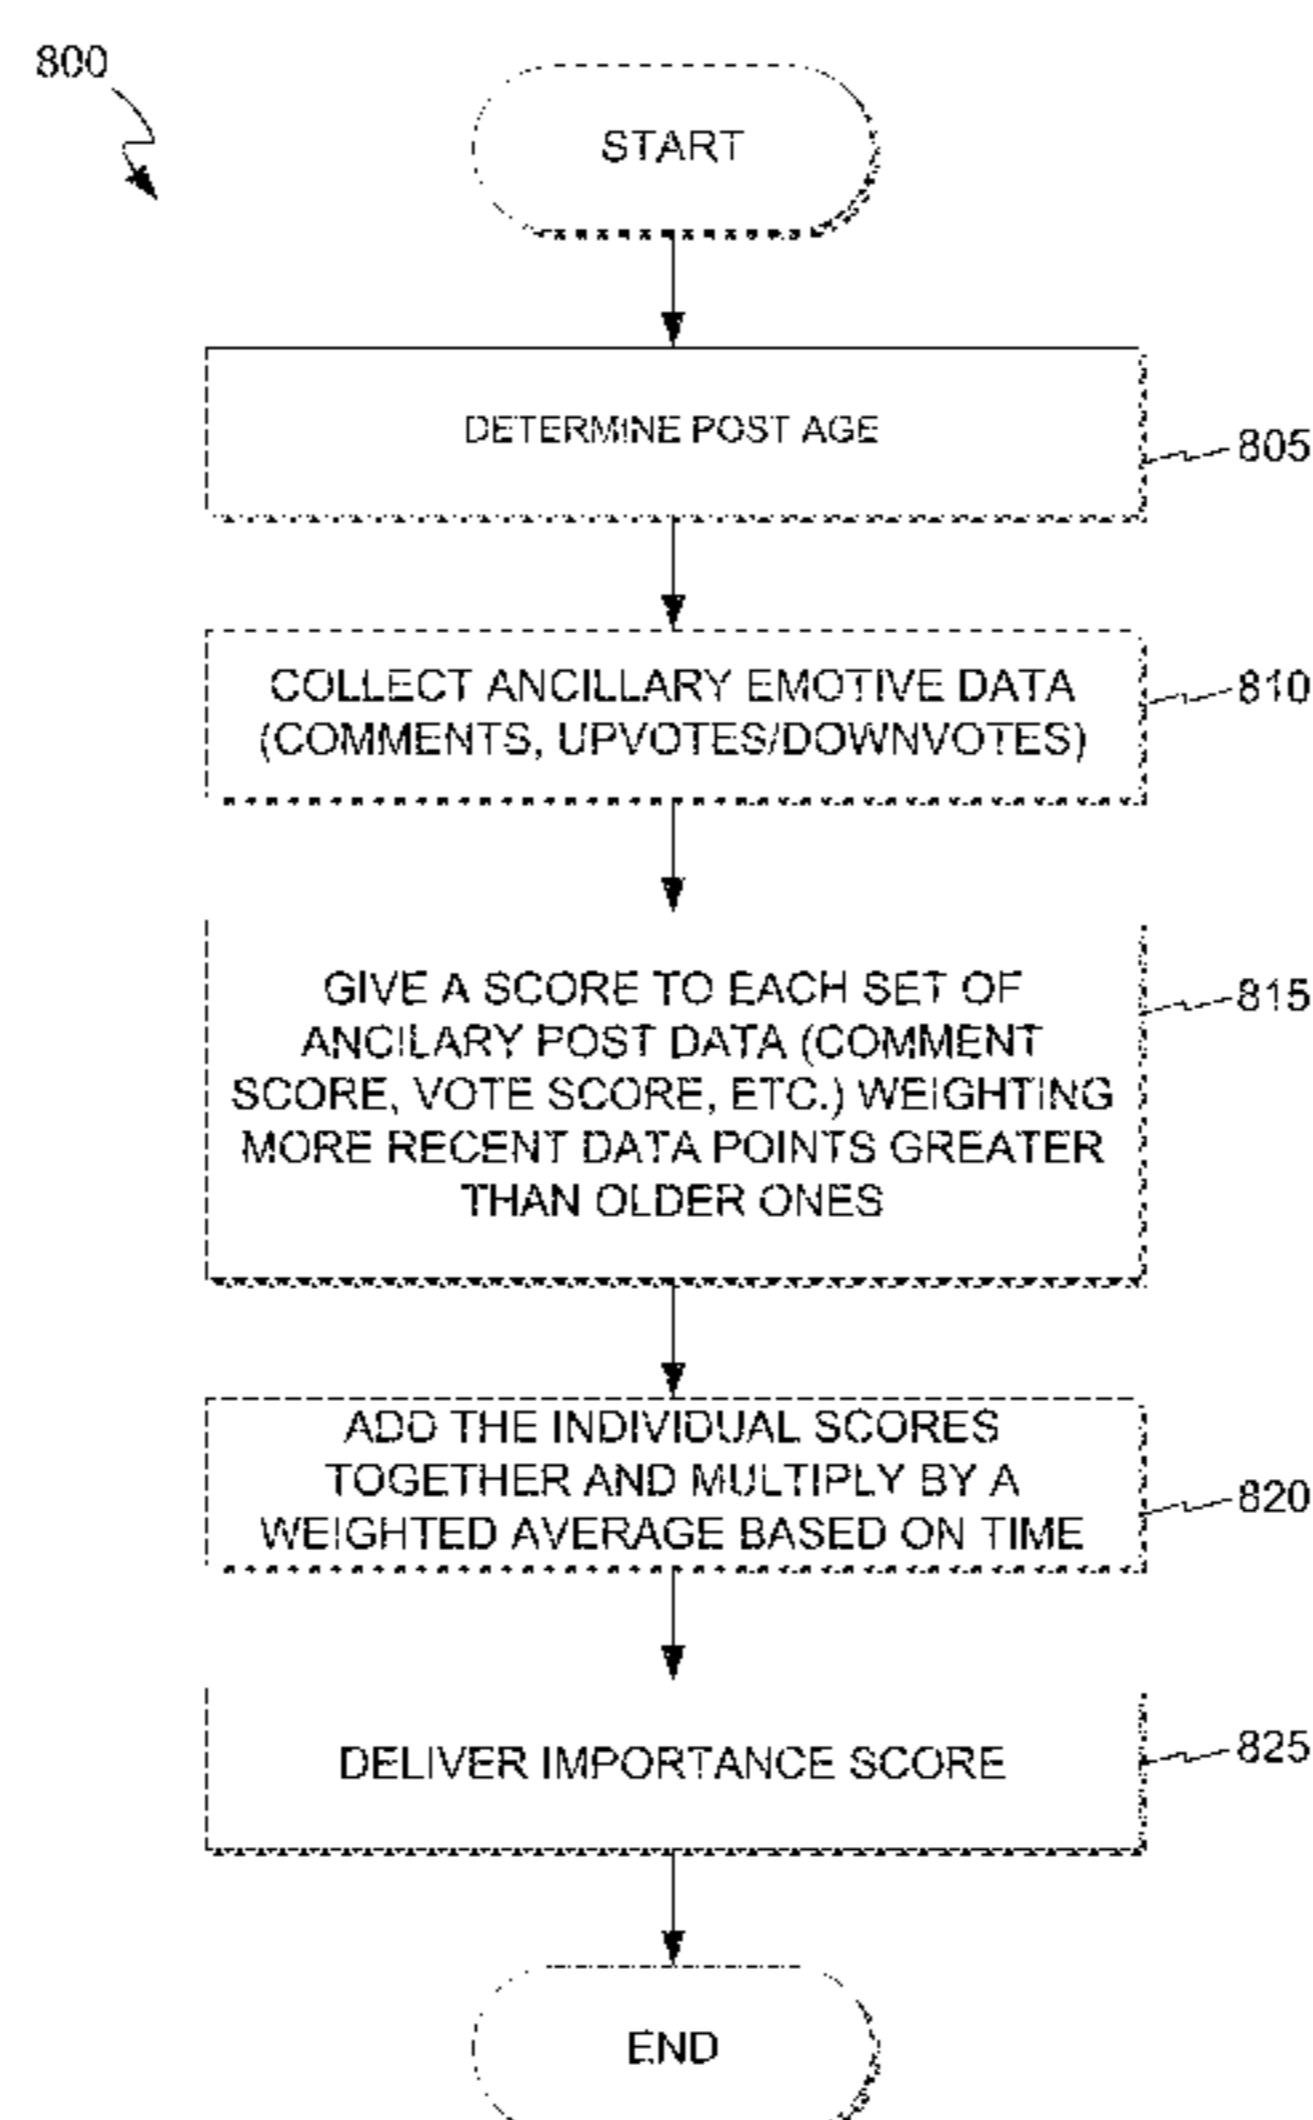 800
START
DETERMINE POST AGE
805
COLLECT ANCILLARY EMOTIVE DATA
(COMMENTS, UPVOTES/DOWNVOTES)
810
GIVE A SCORE TO EACH SET OF
ANCILARY POST DATA (COMMENT
SCORE, VOTE SCORE, ETC.) WEIGHTING
MORE RECENT DATA POINTS GREATER
THAN OLDER ONES
815
ADD THE INDIVIDUAL SCORES
TOGETHER AND MULTIPLY BY A
WEIGHTED AVERAGE BASED ON TIME
820
DELIVER IMPORTANCE SCORE
825
END